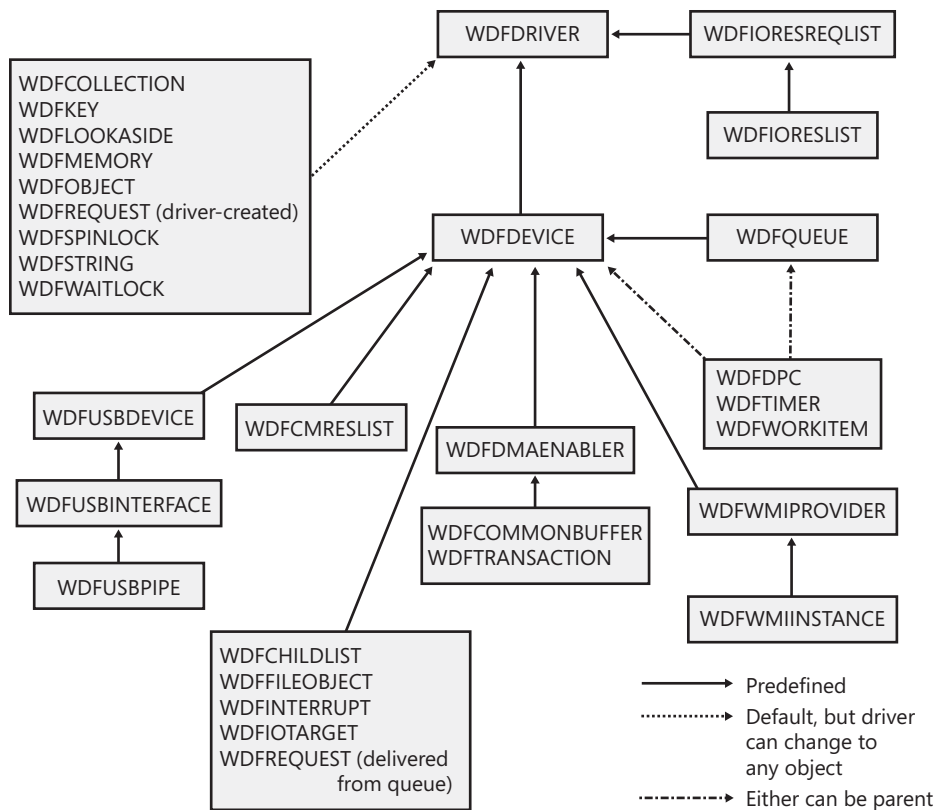 WDFDRIVER
WDFIORESREQLIST
WDFCOLLECTION
WDFKEY
WDFLOOKASIDE
WDFMEMORY
WDFOBJECT
WDFREQUEST (driver-created)
WDFSPINLOCK
WDFSTRING
WDFWAITLOCK
WDFIORESLIST
WDFDEVICE
WDFQUEUE
WDFDPC
WDFTIMER
WDFWORKITEM
WDFUSBDEVICE
WDFCMRESLIST
WDFDMAENABLER
WDFUSBINTERFACE
WDFWMIPROVIDER
WDFCOMMONBUFFER
WDFTRANSACTION
WDFUSBPIPE
WDFWMIINSTANCE
WDFCHILDLIST
WDFFILEOBJECT
WDFINTERRUPT
WDFIOTARGET
WDFREQUEST (delivered
from queue)
Predefined
Default, but driver
can change to
any object
Either can be parent